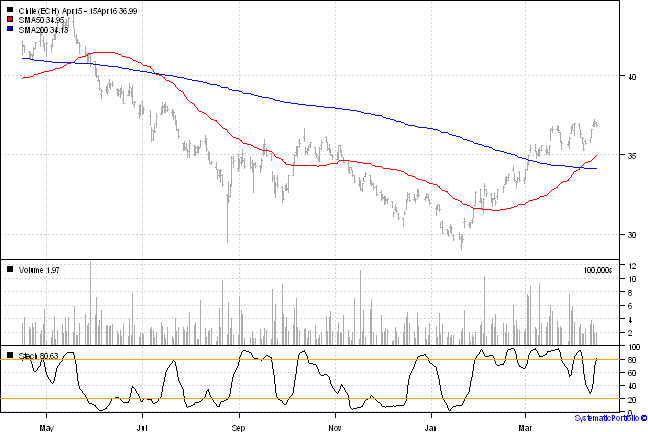 Chile (ECH) Apr15 - 15Apr16 36.99
SMA50 34.95
SMA200 34.13
40
35
30
Volume 1.97
100,000s
12
10
8
6
4
2
Stoch 80.63
100
80
60
40
20
0
May Jul Sep Nov Jan Mar
SystematicPortfolio ©